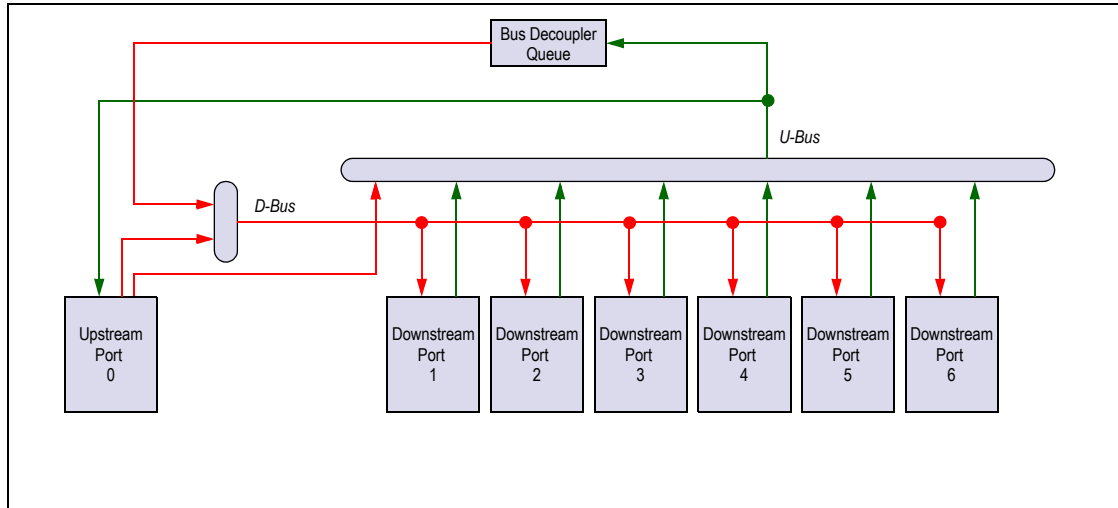 Bus Decoupler
Queue
U-Bus
D-Bus
Upstream
Port
0
Downstream
Port
1
Downstream
Port
2
Downstream
Port
3
Downstream
Port
4
Downstream
Port
5
Downstream
Port
6